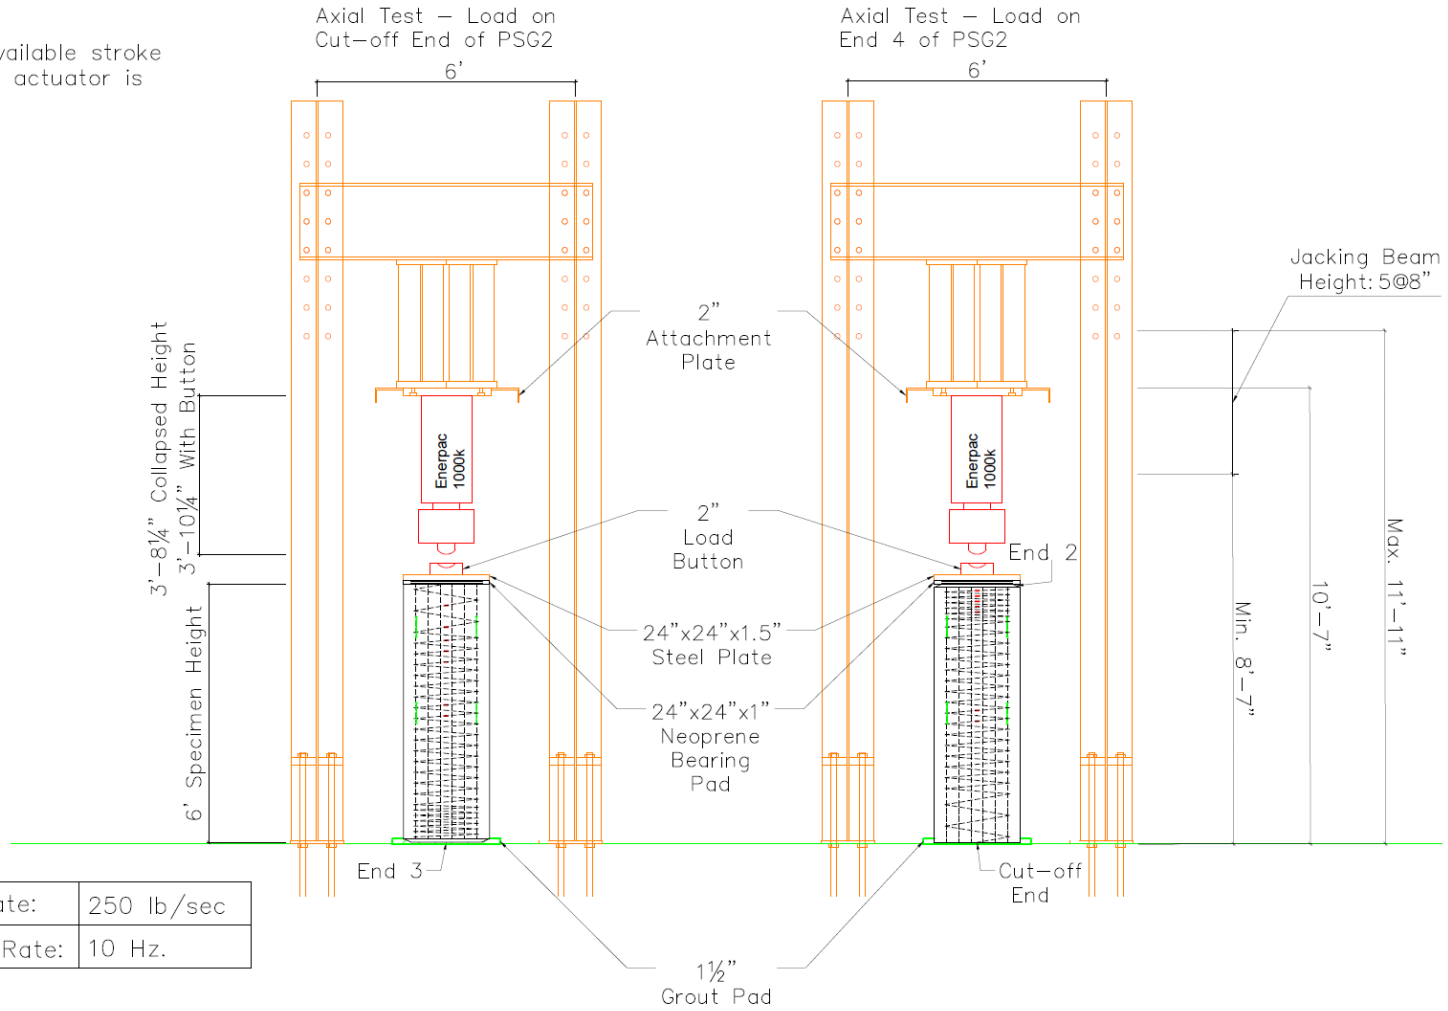 Axial Test – Load on
Cut–off End of PSG2
Axial Test – Load on
End 4 of PSG2
vailable stroke
actuator is
6'
6'
Jacking Beam
Height: 5@8"
2"
Attachment
Plate
3'–8¼" Collapsed Height
3'–10¼" With Button
Enerpac
1000k
Enerpac
1000k
2"
Load
Button
End 2
6' Specimen Height
24"x24"x1.5"
Steel Plate
24"x24"x1"
Neoprene
Bearing
Pad
Min. 8'–7"
10'–7"
Max. 11'–11"
End 3
Cut–off
End
ate: 250 lb/sec
Rate: 10 Hz.
1½"
Grout Pad